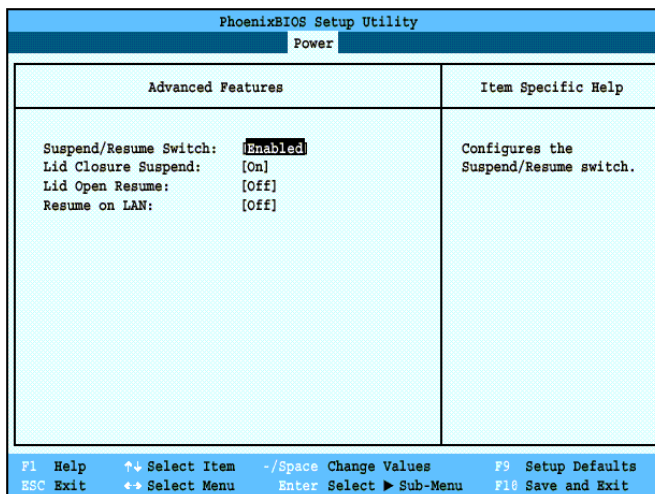 PhoenixBIOS Setup Utility
Power
Advanced Features
Item Specific Help
Suspend/Resume Switch: [Enabled]
Lid Closure Suspend: [On]
Lid Open Resume: [Off]
Resume on LAN: [Off]
Configures the
Suspend/Resume switch.
F1 Help ↑↓ Select Item -/Space Change Values F9 Setup Defaults
ESC Exit ←→ Select Menu Enter Select ▶ Sub-Menu F10 Save and Exit